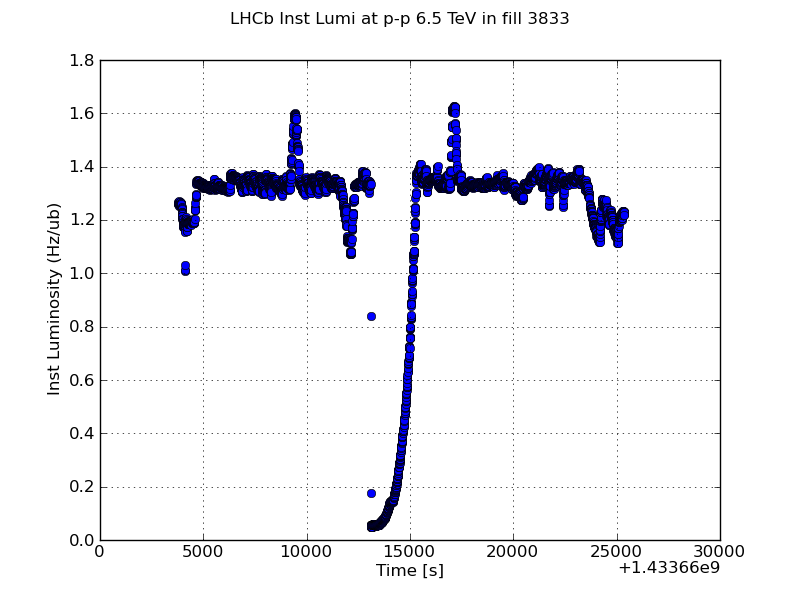 LHCb Inst Lumi at p-p 6.5 TeV in fill 3833
1.8
1.6
1.4
1.2
1.0
0.8
0.6
0.4
0.2
0.0
Inst Luminosity (Hz/ub)
0 5000 10000 15000 20000 25000 30000
+1.43366e9
Time [s]